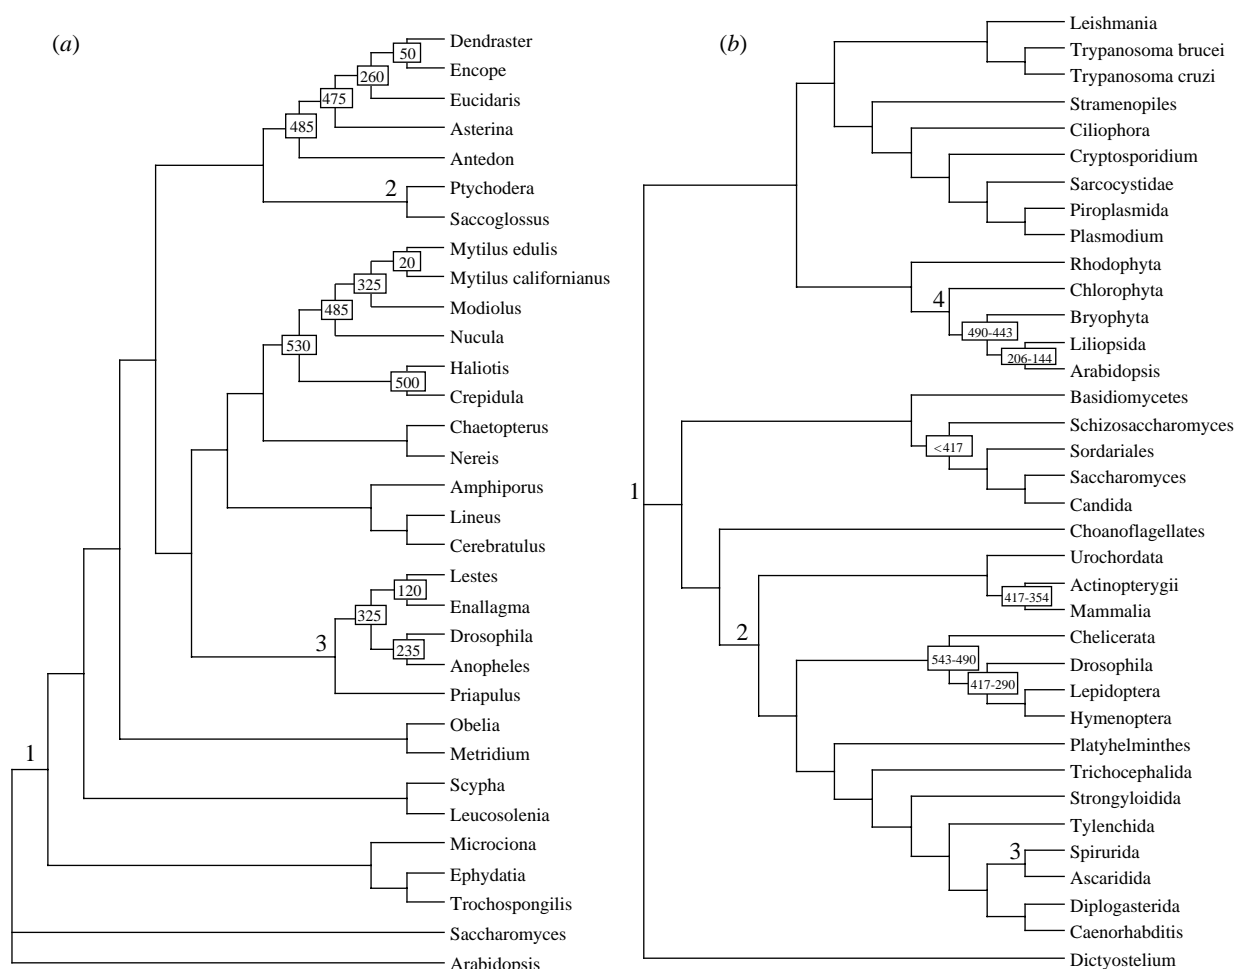 (a)
Dendraster
50
Encope
260
Eucidaris
475
Asterina
485
Antedon
2
Ptychodera
Saccoglossus
Mytilus edulis
20
Mytilus californianus
325
Modiolus
485
Nucula
530
Haliotis
500
Crepidula
Chaetopterus
Nereis
Amphiporus
Lineus
Cerebratulus
Lestes
120
Enallagma
325
3
Drosophila
235
Anopheles
Priapulus
Obelia
Metridium
1
Scypha
Leucosolenia
Microciona
Ephydatia
Trochospongilis
Saccharomyces
Arabidopsis
(b)
Leishmania
Trypanosoma brucei
Trypanosoma cruzi
Stramenopiles
Ciliophora
Cryptosporidium
Sarcocystidae
Piroplasmida
Plasmodium
Rhodophyta
4
Chlorophyta
Bryophyta
490-443
Liliopsida
206-144
Arabidopsis
Basidiomycetes
Schizosaccharomyces
<417
Sordariales
Saccharomyces
1
Candida
Choanoflagellates
Urochordata
Actinopterygii
417-354
Mammalia
2
Chelicerata
543-490
Drosophila
417-290
Lepidoptera
Hymenoptera
Platyhelminthes
Trichocephalida
Strongyloidida
Tylenchida
3
Spirurida
Ascaridida
Diplogasterida
Caenorhabditis
Dictyostelium